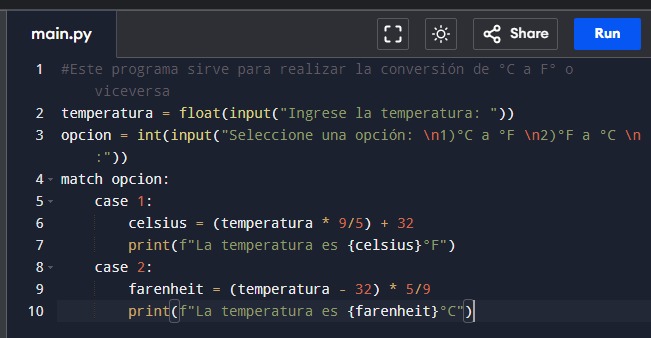 main.py
Share
Run
1 #Este programa sirve para realizar la conversión de °C a F° o
viceversa
2 temperatura = float(input("Ingrese la temperatura: "))
3 opcion = int(input("Seleccione una opción: \n1)°C a °F \n2)°F a °C \n
:"))
4 match opcion:
5 case 1:
6 celsius = (temperatura * 9/5) + 32
7 print(f"La temperatura es {celsius}°F")
8 case 2:
9 farenheit = (temperatura - 32) * 5/9
10 print(f"La temperatura es {farenheit}°C")